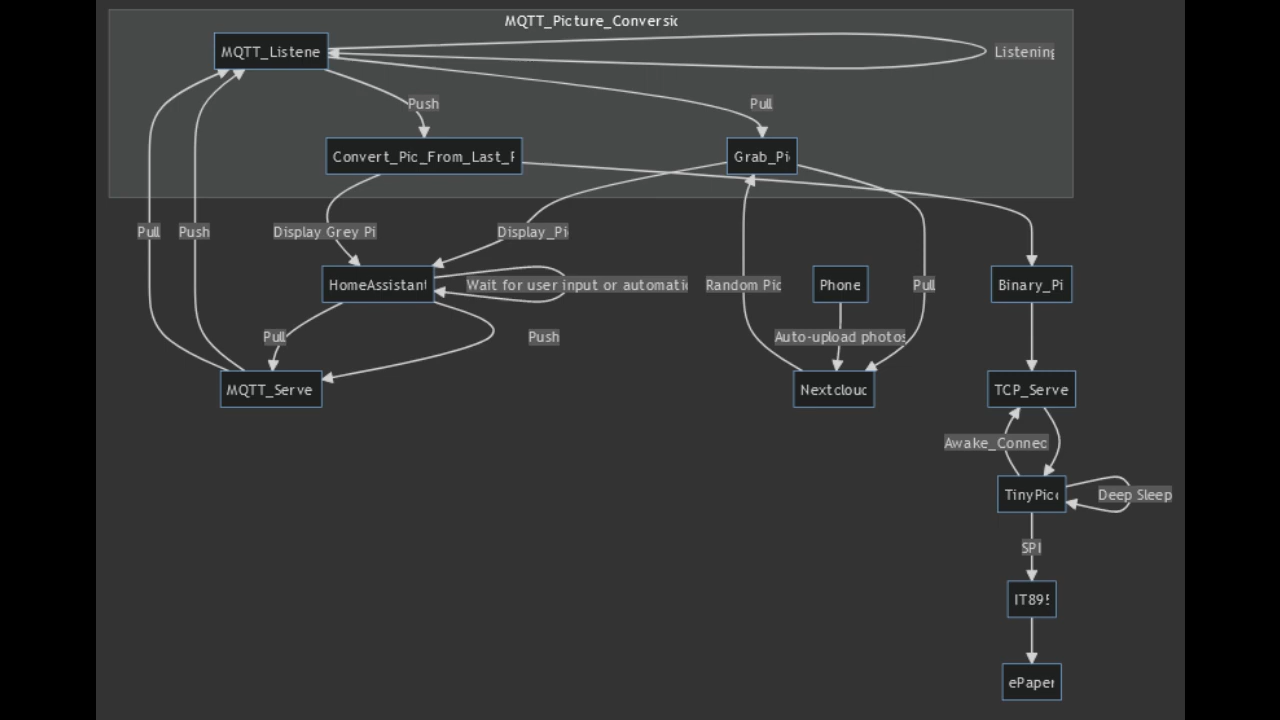 MQTT_Picture_Conversic
MQTT_Listene
Listening
Push
Pull
Convert_Pic_From_Last_F
Grab_Pi
Pull
Push
Display Grey Pi
Display_Pi
HomeAssistant
Wait for user input or automatic
Random Pic
Phone
Pull
Binary_Pi
Pull
Push
Auto-upload photos
MQTT_Serve
Nextclouc
TCP_Serve
Awake_Connec
TinyPicc
Deep Sleep
SPI
IT895
ePaper